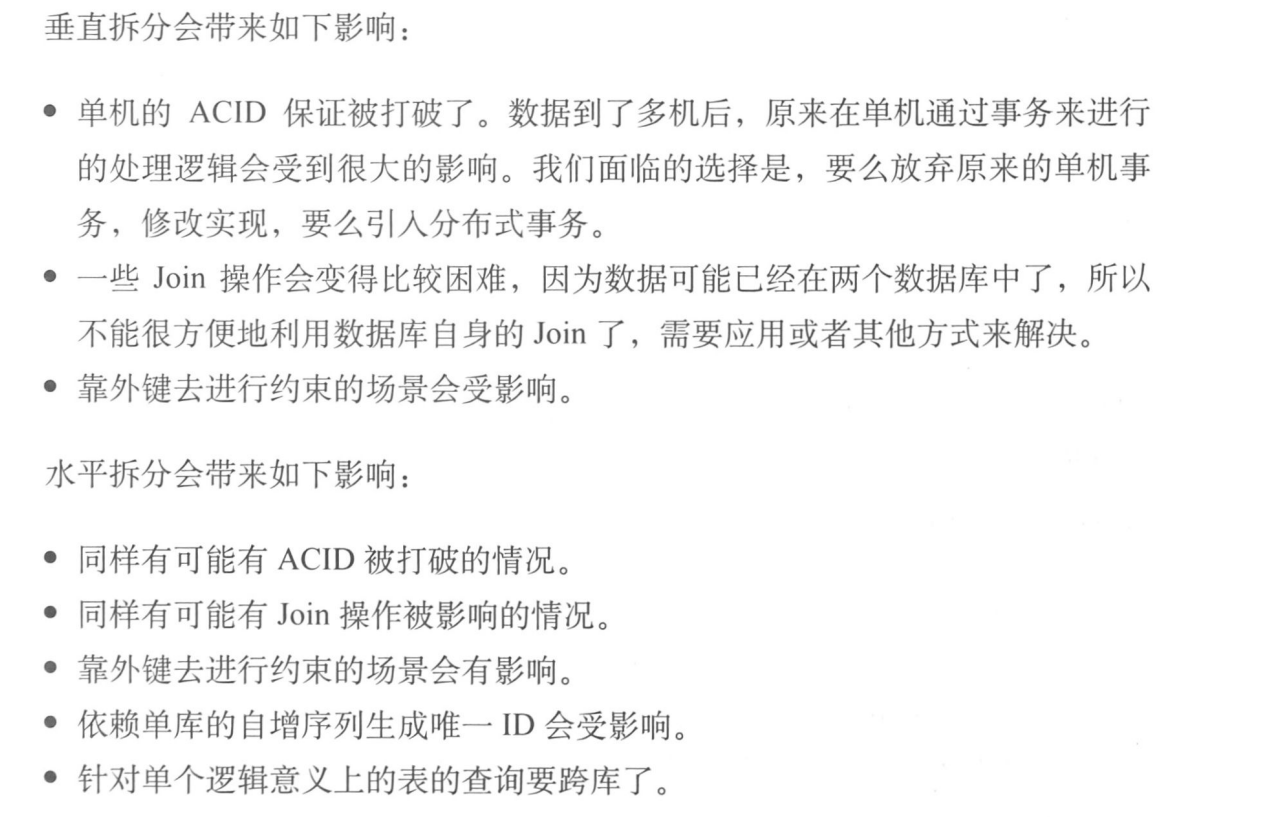 垂直拆分会带来如下影响：
● 单机的 ACID 保证被打破了。数据到了多机后，原来在单机通过事务来进行
的处理逻辑会受到很大的影响。我们面临的选择是，要么放弃原来的单机事
务，修改实现，要么引入分布式事务。
● 一些 Join 操作会变得比较困难，因为数据可能已经在两个数据库中了，所以
不能很方便地利用数据库自身的 Join 了，需要应用或者其他方式来解决。
● 靠外键去进行约束的场景会受影响。
水平拆分会带来如下影响：
● 同样有可能有 ACID 被打破的情况。
● 同样有可能有 Join 操作被影响的情况。
● 靠外键去进行约束的场景会有影响。
● 依赖单库的自增序列生成唯一 ID 会受影响。
● 针对单个逻辑意义上的表的查询要跨库了。